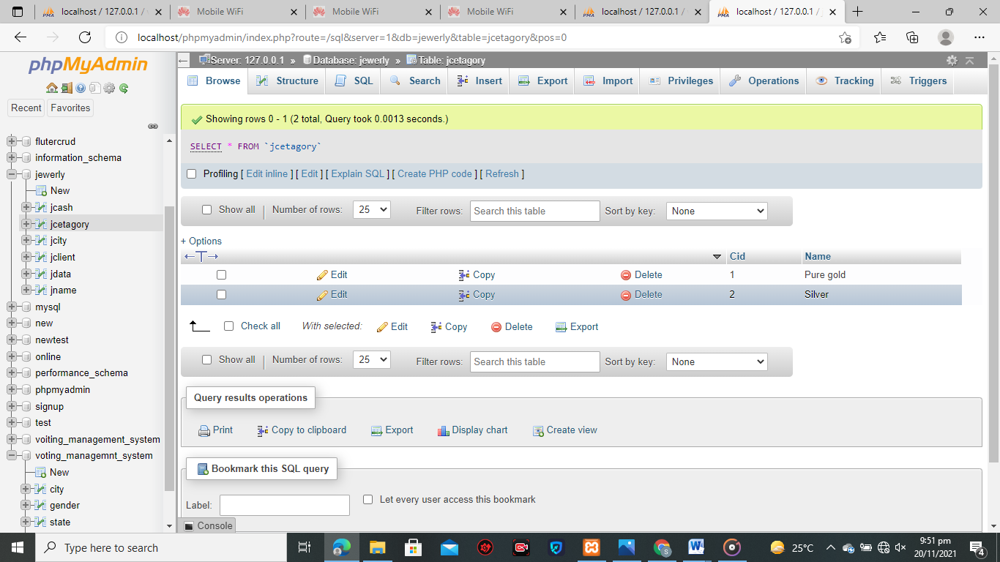 localhost / 127.0.0.1 /
Mobile WiFi
Mobile WiFi
Mobile WiFi
localhost / 127.0.0.1 /
localhost / 127.0.0.1 /
localhost/phpmyadmin/index.php?route=/sql&server=1&db=jewerly&table=jcetagory&pos=0
phpMyAdmin
Recent
Favorites
flutercrud
information_schema
jewerly
New
jcash
jcetagory
jcity
jclient
jdata
jname
mysql
new
newtest
online
performance_schema
phpmyadmin
signup
test
voiting_management_system
voting_managemnt_system
New
city
gender
state
Server: 127.0.0.1 » Database: jewerly » Table: jcetagory
Browse Structure SQL Search Insert Export Import Privileges Operations Tracking Triggers
Showing rows 0 - 1 (2 total, Query took 0.0013 seconds.)
SELECT * FROM `jcetagory`
Profiling [ Edit inline ] [ Edit ] [ Explain SQL ] [ Create PHP code ] [ Refresh ]
Show all | Number of rows: 25 Filter rows: Search this table Sort by key: None
+ Options
Cid Name
Edit Copy Delete 1 Pure gold
Edit Copy Delete 2 Silver
Check all With selected: Edit Copy Delete Export
Show all | Number of rows: 25 Filter rows: Search this table Sort by key: None
Query results operations
Print Copy to clipboard Export Display chart Create view
Bookmark this SQL query
Label: Let every user access this bookmark
Console
Type here to search
25°C
9:51 pm
20/11/2021
4